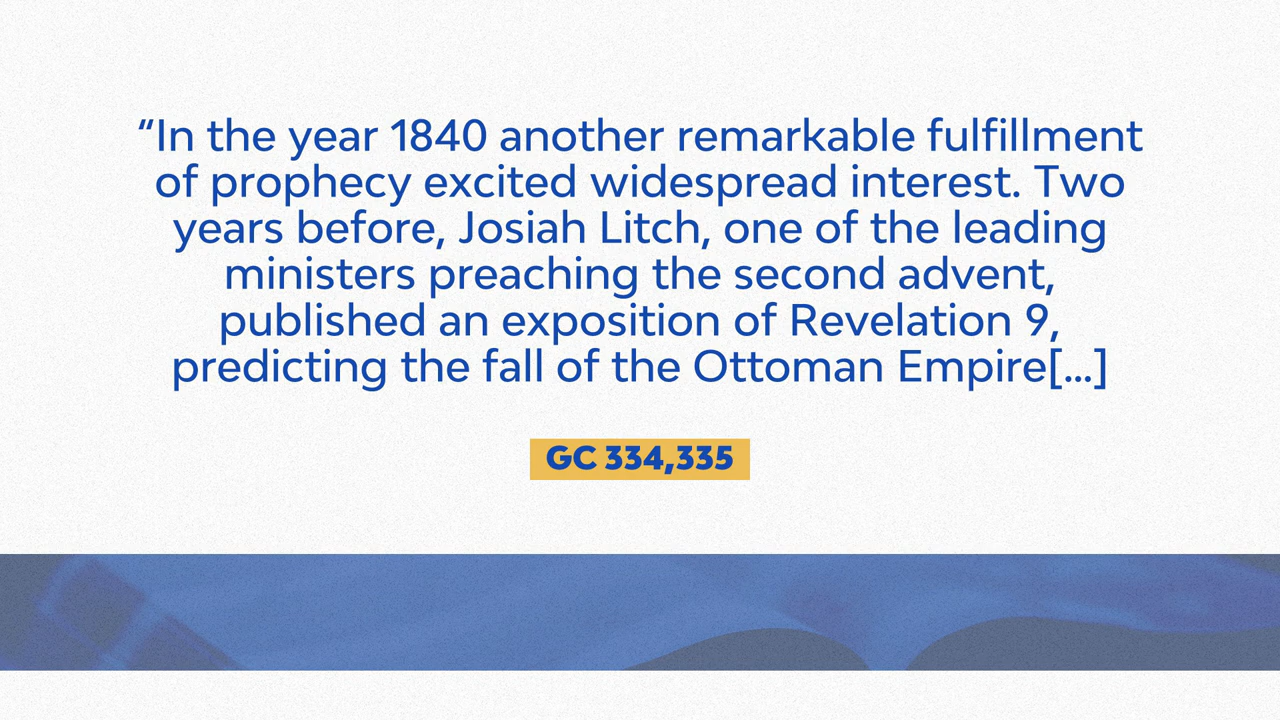 “In the year 1840 another remarkable fulfillment
of prophecy excited widespread interest. Two
years before, Josiah Litch, one of the leading
ministers preaching the second advent,
published an exposition of Revelation 9,
predicting the fall of the Ottoman Empire[...]
GC 334,335